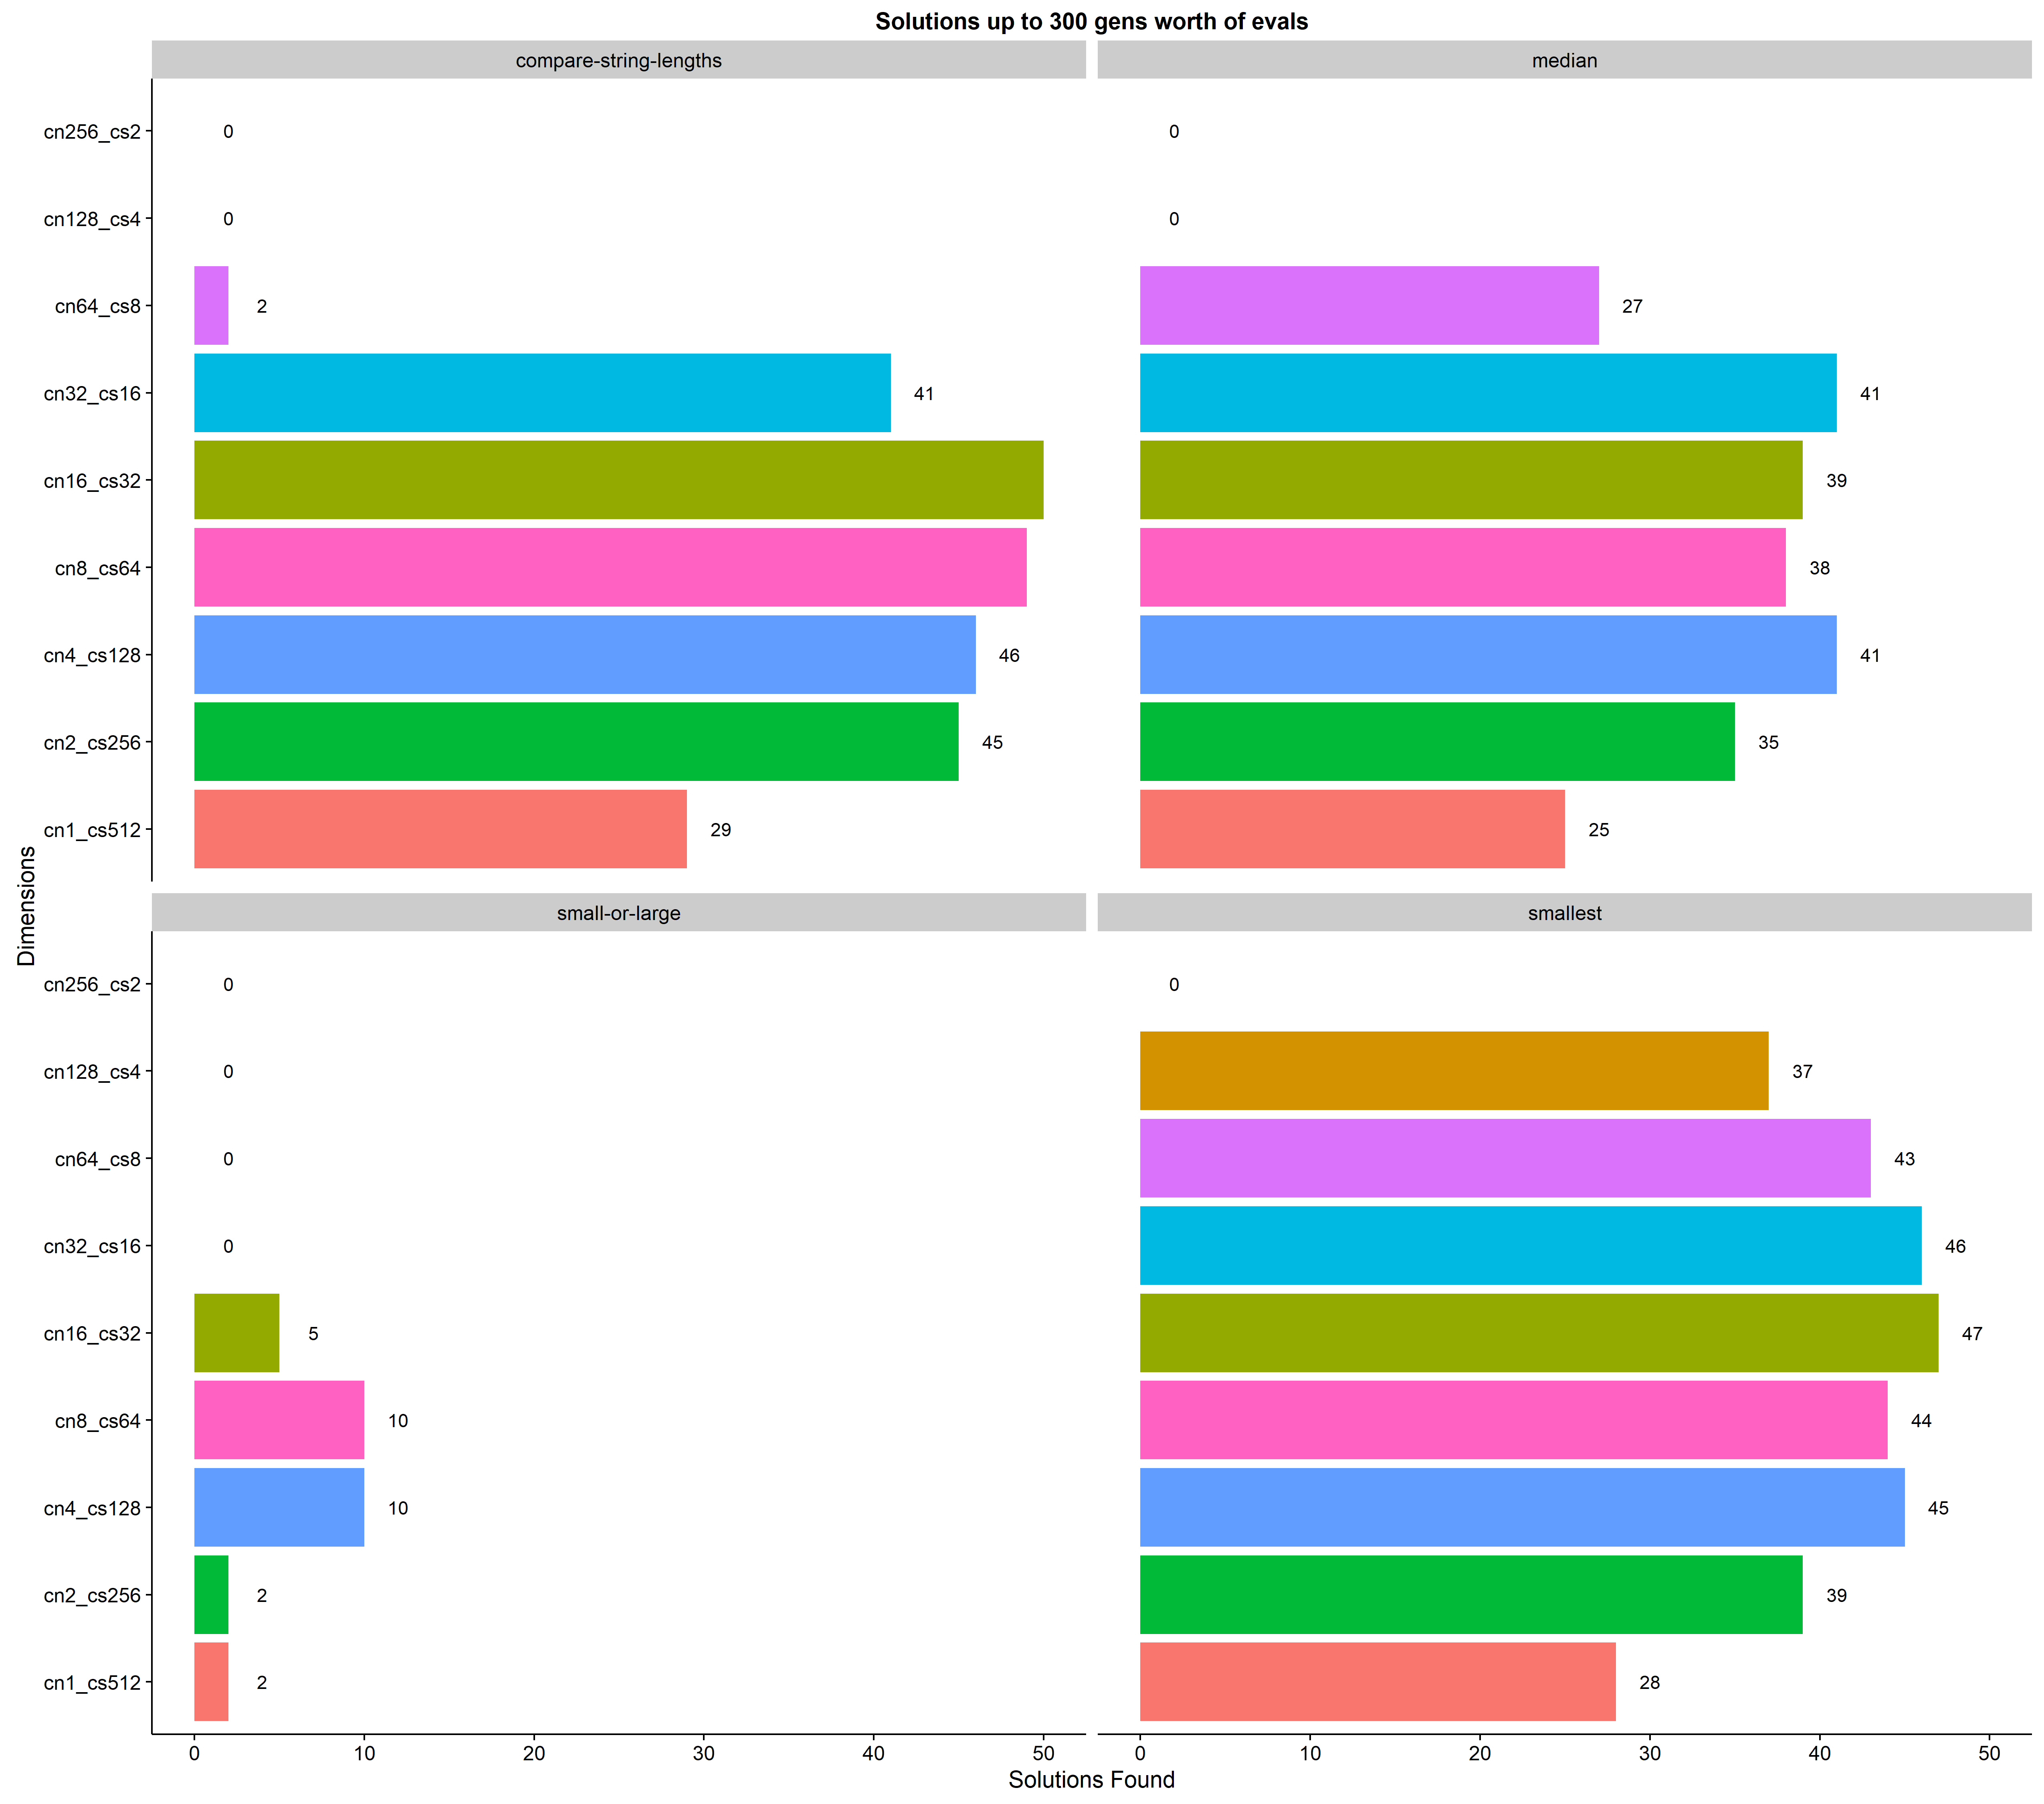 Solutions up to 300 gens worth of evals
compare-string-lengths
median
cn256_cs2
0
0
cn128_cs4
0
0
cn64_cs8
2
27
cn32_cs16
41
41
cn16_cs32
39
cn8_cs64
38
cn4_cs128
46
41
cn2_cs256
45
35
cn1_cs512
29
25
Dimensions
small-or-large
smallest
cn256_cs2
0
0
cn128_cs4
0
37
cn64_cs8
0
43
cn32_cs16
0
46
cn16_cs32
5
47
cn8_cs64
10
44
cn4_cs128
10
45
cn2_cs256
2
39
cn1_cs512
2
28
0 10 20 30 40 50
0 10 20 30 40 50
Solutions Found